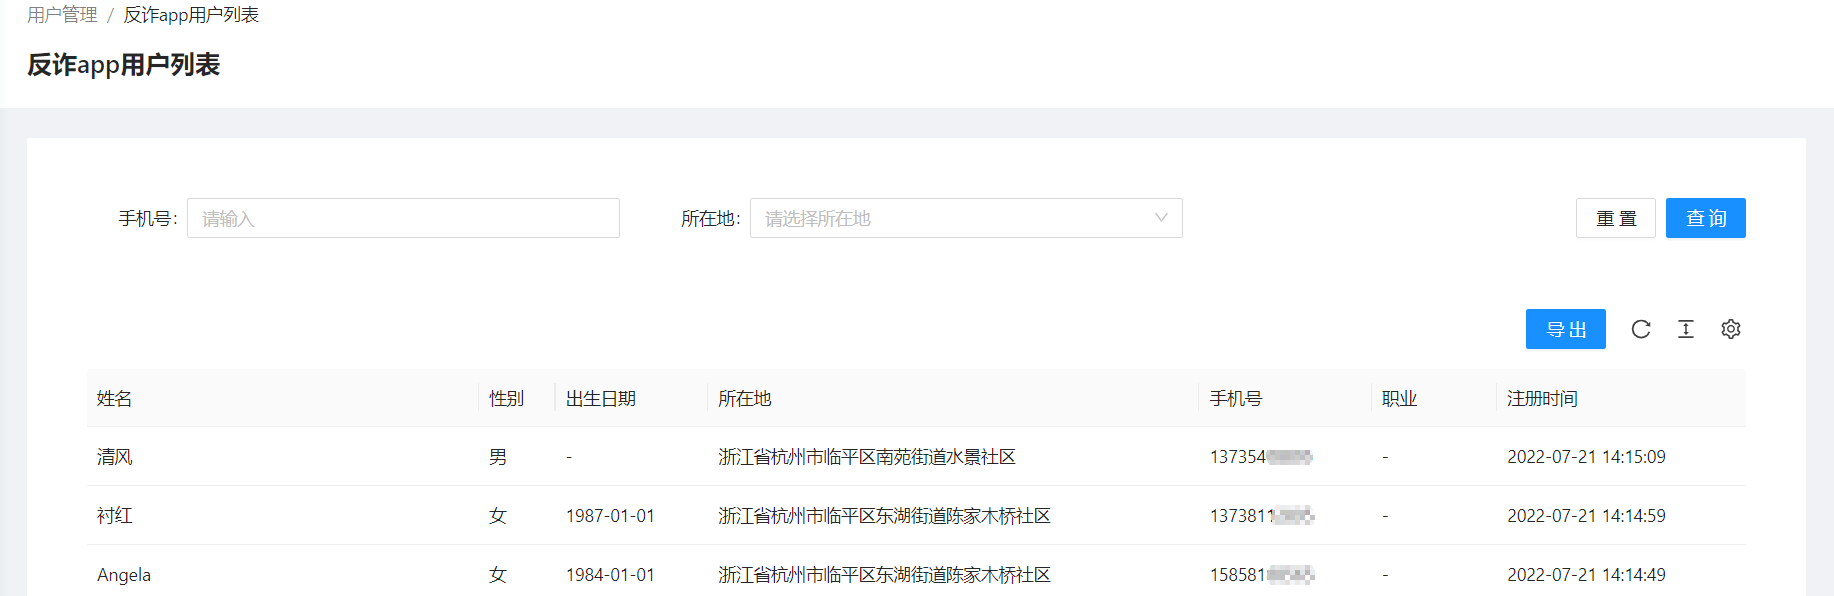 用户管理 / 反诈app用户列表
反诈app用户列表
手机号: 请输入 所在地: 请选择所在地 重置 查询
导出
姓名 性别 出生日期 所在地 手机号 职业 注册时间
清风 男 - 浙江省杭州市临平区南苑街道水景社区 137354 - 2022-07-21 14:15:09
衬红 女 1987-01-01 浙江省杭州市临平区东湖街道陈家木桥社区 1373811 - 2022-07-21 14:14:59
Angela 女 1984-01-01 浙江省杭州市临平区东湖街道陈家木桥社区 158581 - 2022-07-21 14:14:49